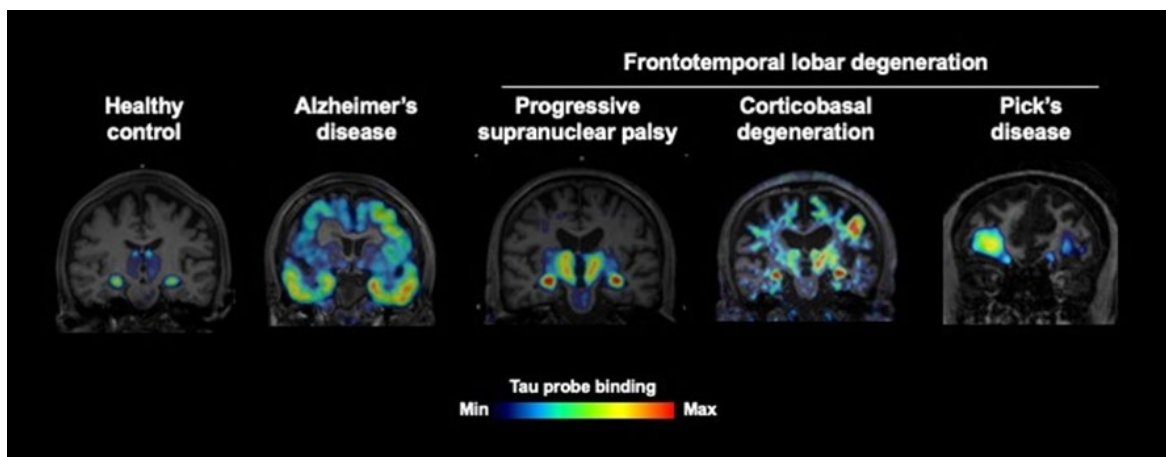 Frontotemporal lobar degeneration
Healthy
control
Alzheimer's
disease
Progressive
supranuclear palsy
Corticobasal
degeneration
Pick's
disease
Tau probe binding
Min Max